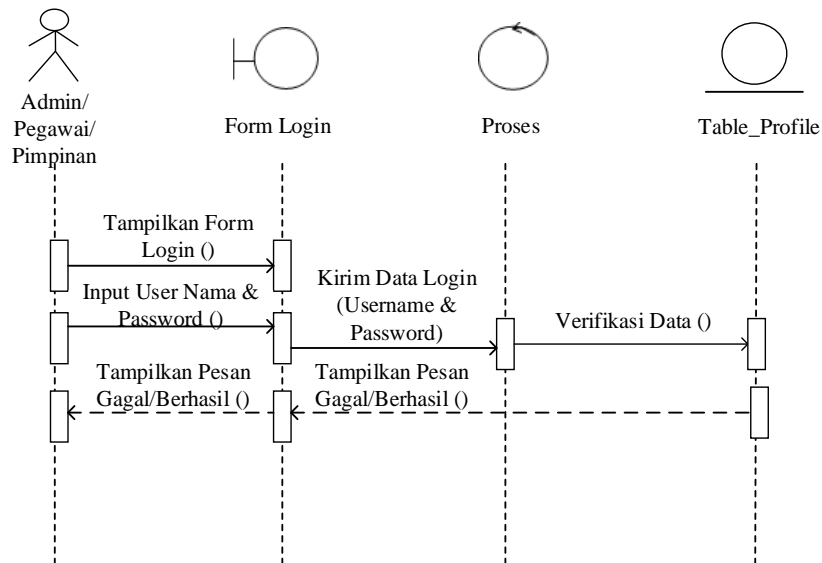 Admin/
Pegawai/
Pimpinan
Form Login
Proses
Table_Profile
Tampilkan Form
Login ()
Input User Nama &
Password ()
Kirim Data Login
(Username &
Password)
Verifikasi Data ()
Tampilkan Pesan
Gagal/Berhasil ()
Tampilkan Pesan
Gagal/Berhasil ()